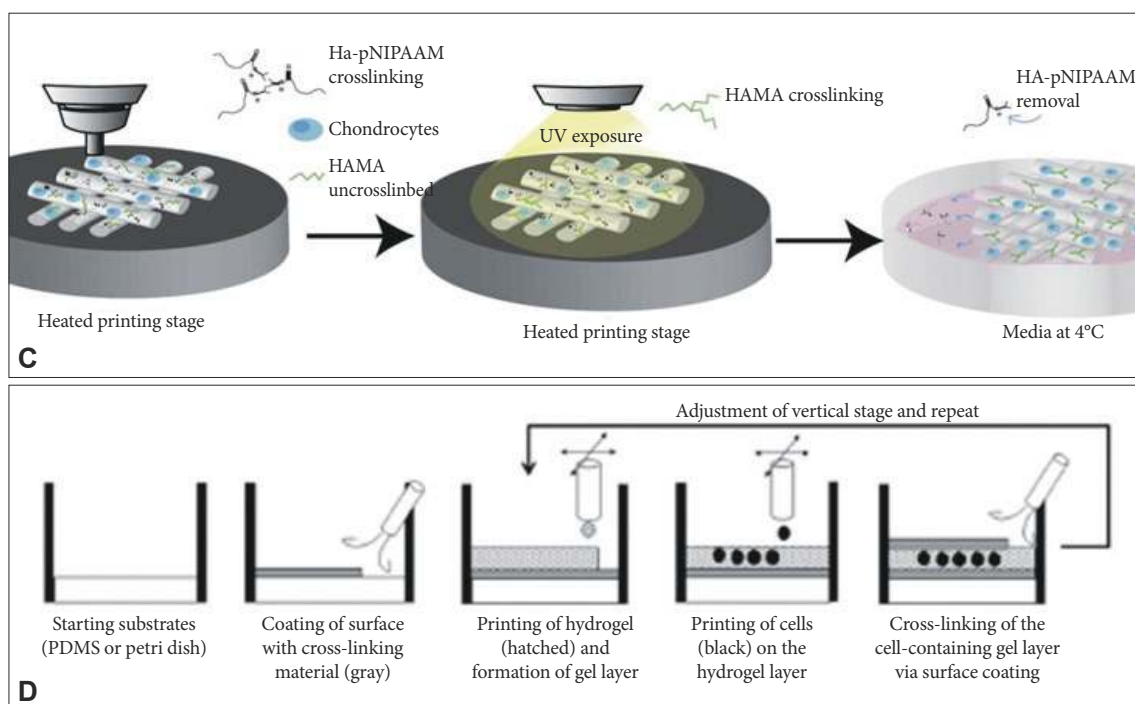 Ha-pNIPAAM
crosslinking
Chondrocytes
HAMA
uncrosslinbed
Heated printing stage
UV exposure
HAMA crosslinking
Heated printing stage
HA-pNIPAAM
removal
Media at 4°C
C
Adjustment of vertical stage and repeat
Starting substrates
(PDMS or petri dish)
Coating of surface
with cross-linking
material (gray)
Printing of hydrogel
(hatched) and
formation of gel layer
Printing of cells
(black) on the
hydrogel layer
Cross-linking of the
cell-containing gel layer
via surface coating
D